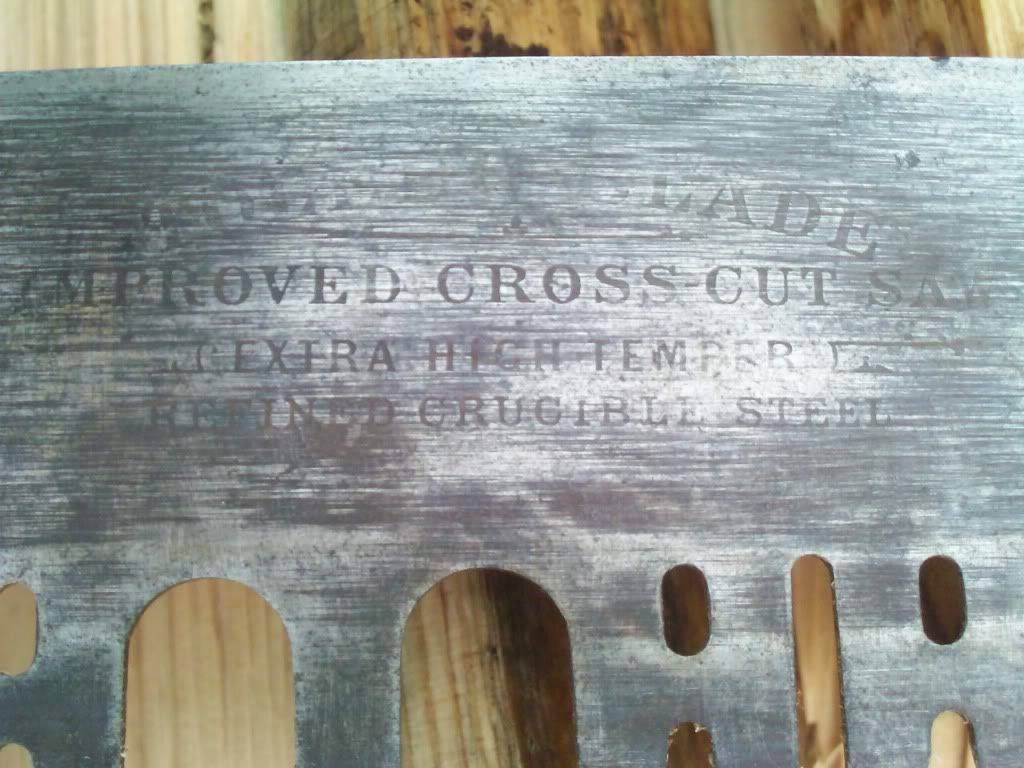 IMPROVED CROSS-CUT SAW
EXTRA HIGH TEMPER
REFINED CRUCIBLE STEEL